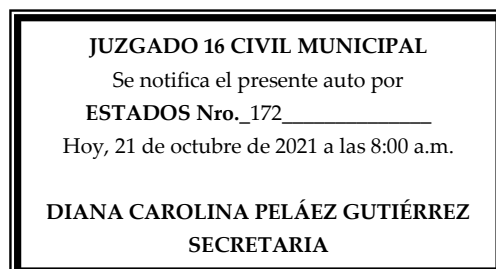 JUZGADO 16 CIVIL MUNICIPAL
Se notifica el presente auto por
ESTADOS Nro._172______________
Hoy, 21 de octubre de 2021 a las 8:00 a.m.
DIANA CAROLINA PELÁEZ GUTIÉRREZ
SECRETARIA